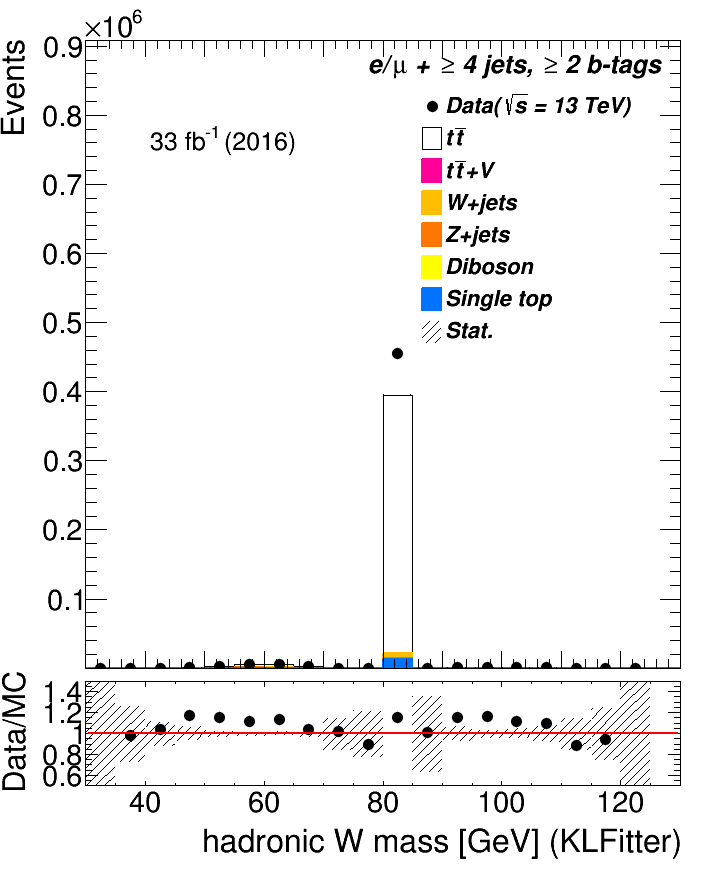 ×10⁶
Events
0.9
0.8
0.7
0.6
0.5
0.4
0.3
0.2
0.1
e/μ + ≥ 4 jets, ≥ 2 b-tags
33 fb⁻¹ (2016)
Data(√s = 13 TeV)
tt̅
tt̅+V
W+jets
Z+jets
Diboson
Single top
Stat.
Data/MC
1.4
1.2
1
0.8
0.6
40 60 80 100 120
hadronic W mass [GeV] (KLFitter)